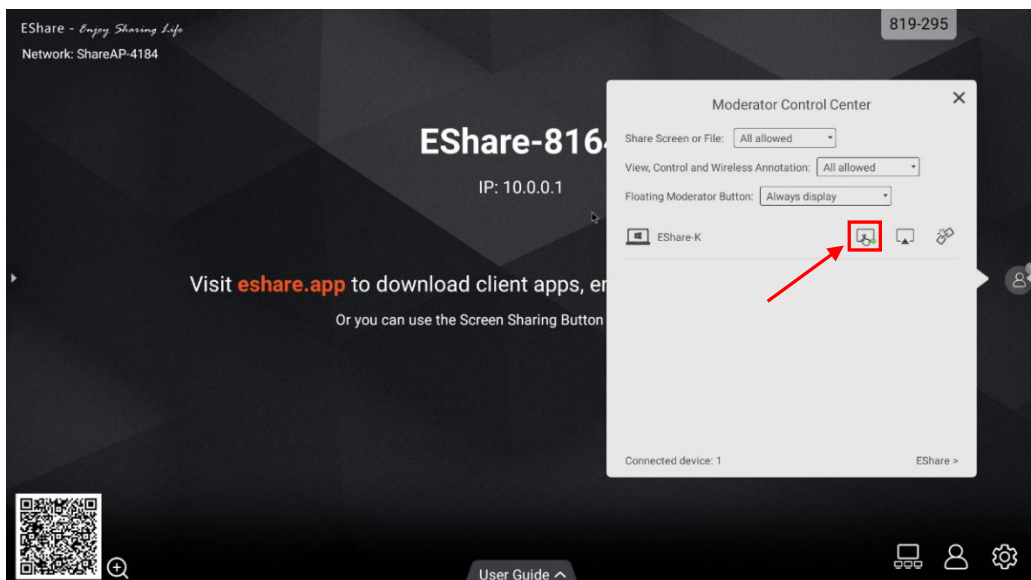 EShare - Enjoy Sharing Life
819-295
Network: ShareAP-4184
Moderator Control Center
Share Screen or File: All allowed
View, Control and Wireless Annotation: All allowed
Floating Moderator Button: Always display
EShare-K
Connected device: 1
EShare >
EShare-816
IP: 10.0.0.1
Visit eshare.app to download client apps, en
Or you can use the Screen Sharing Button
User Guide